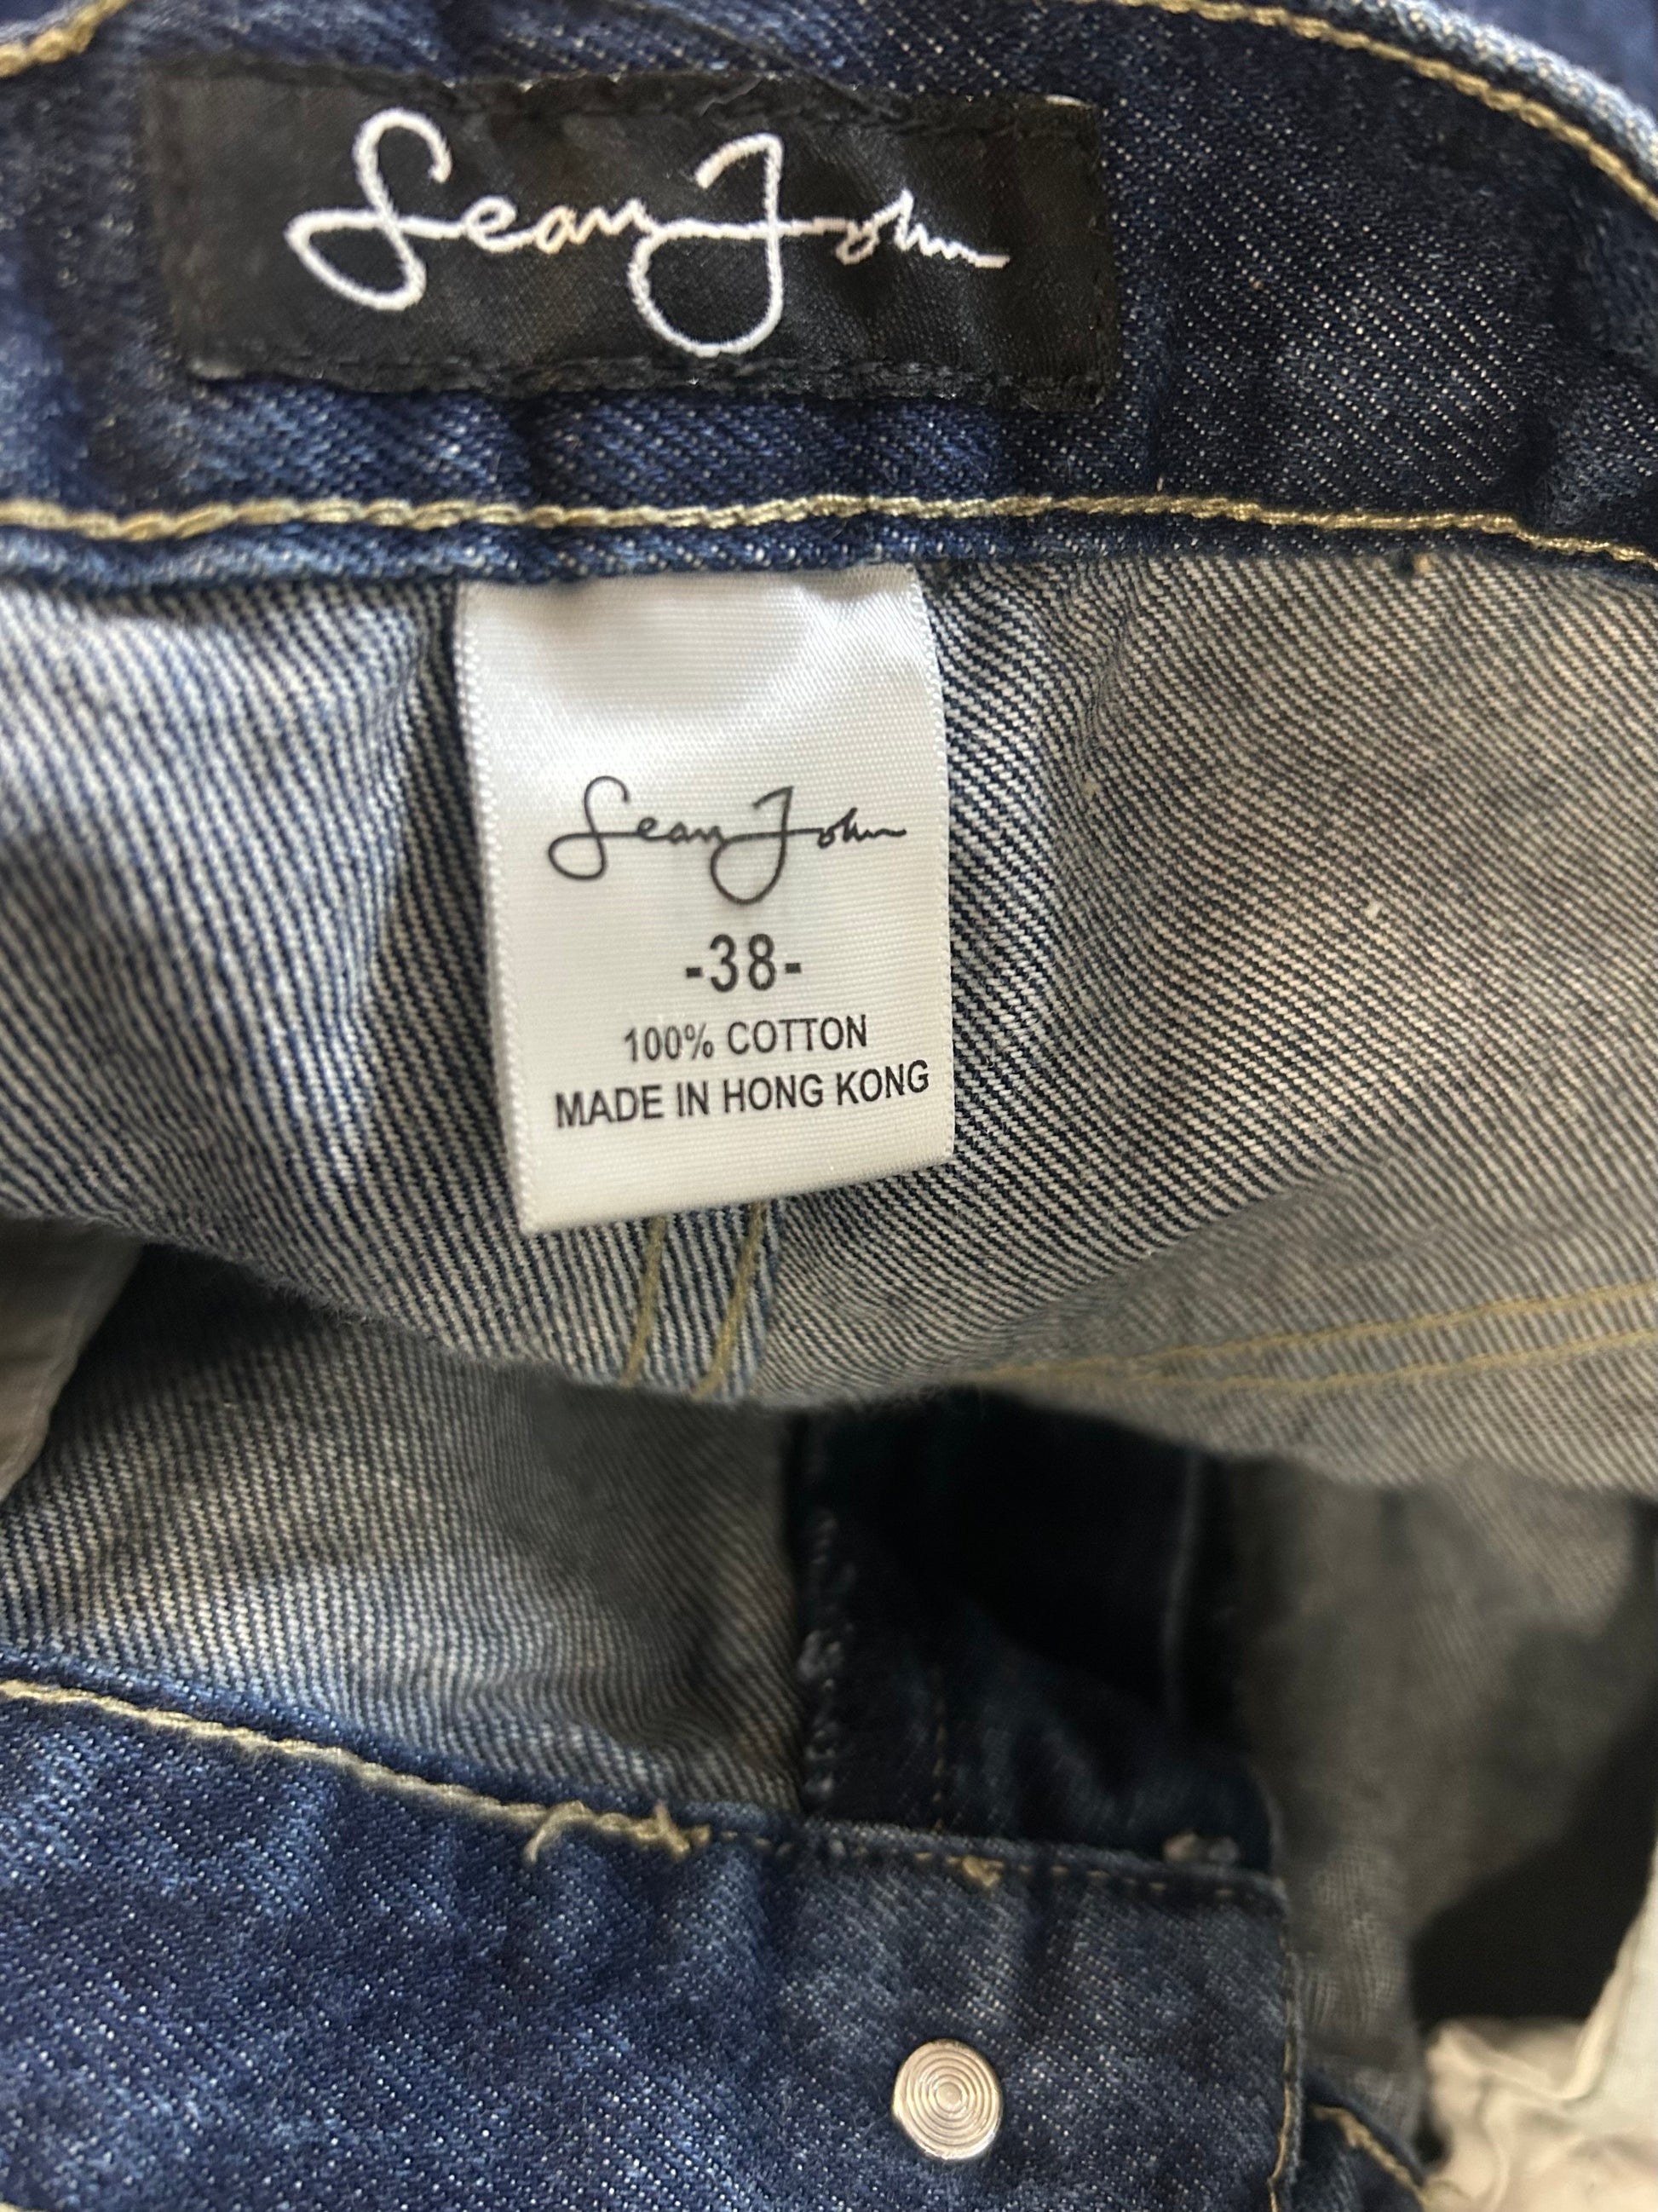 Sean John
Sean John
-38-
100% COTTON
MADE IN HONG KONG